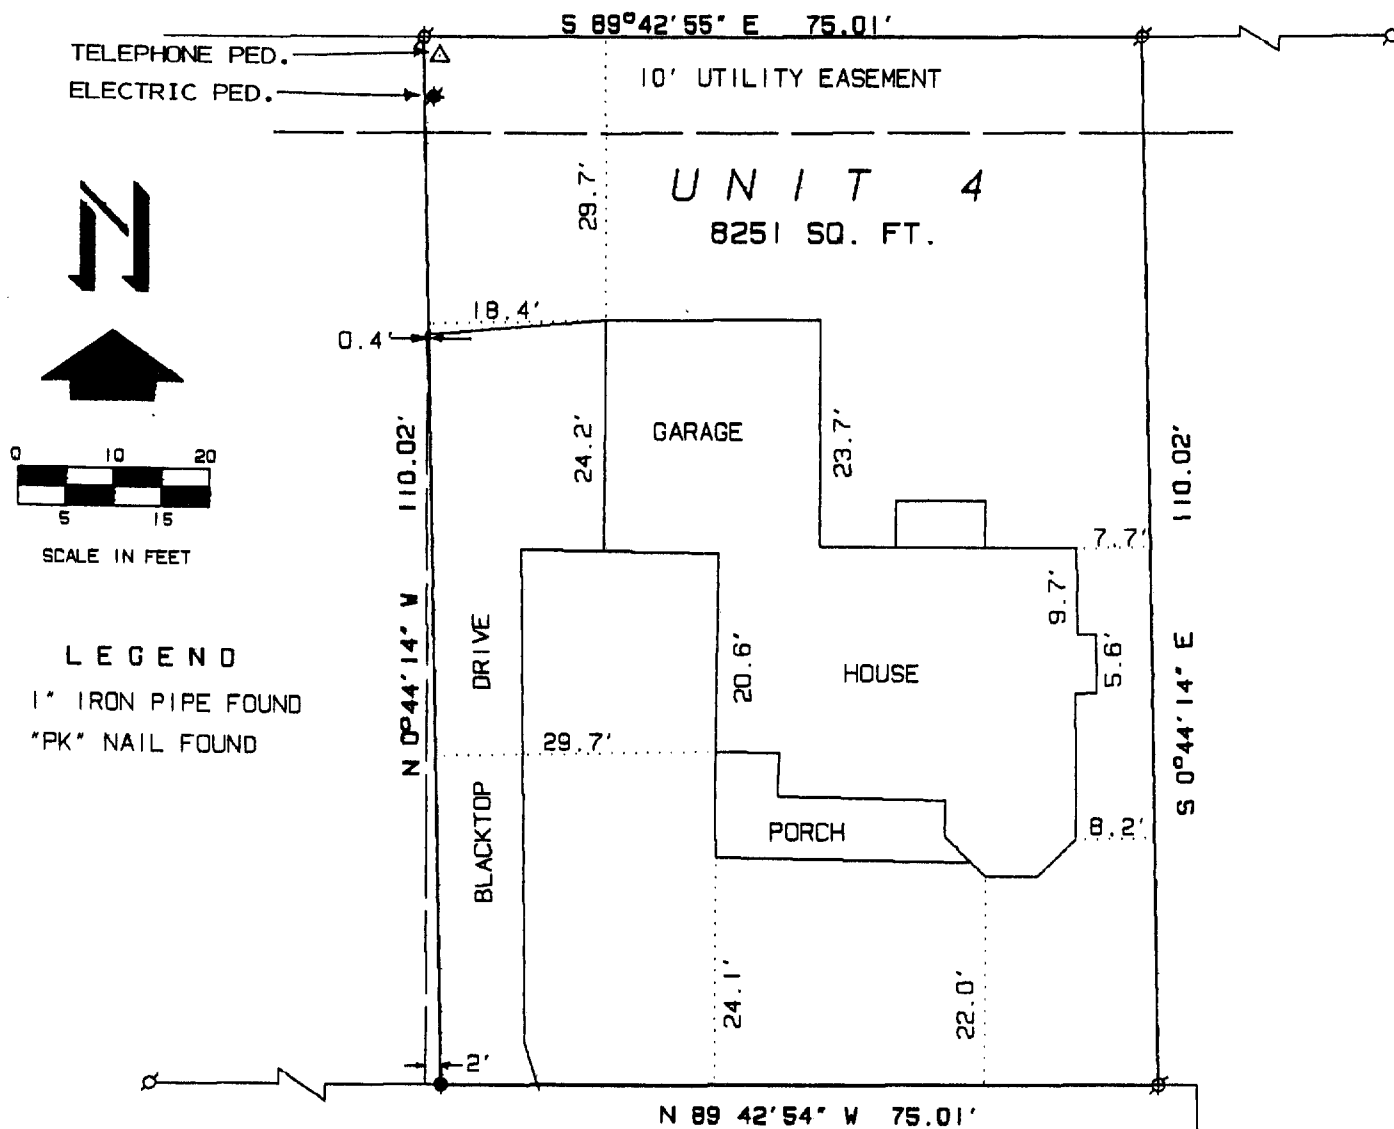 S 89°42'55" E 75.01'
TELEPHONE PED.
ELECTRIC PED.
10' UTILITY EASEMENT
N
29.7'
UNIT 4
8251 SQ. FT.
18.4'
0.4'
GARAGE
24.2'
23.7'
110.02'
110.02'
0 10 20
5 15
SCALE IN FEET
7.7'
9.7'
5.6'
HOUSE
20.6'
DRIVE
BLACKTOP
N 0°44'14" W
S 0°44'14" E
LEGEND
1" IRON PIPE FOUND
"PK" NAIL FOUND
29.7'
PORCH
8.2'
24.1'
22.0'
2'
N 89 42'54" W 75.01'